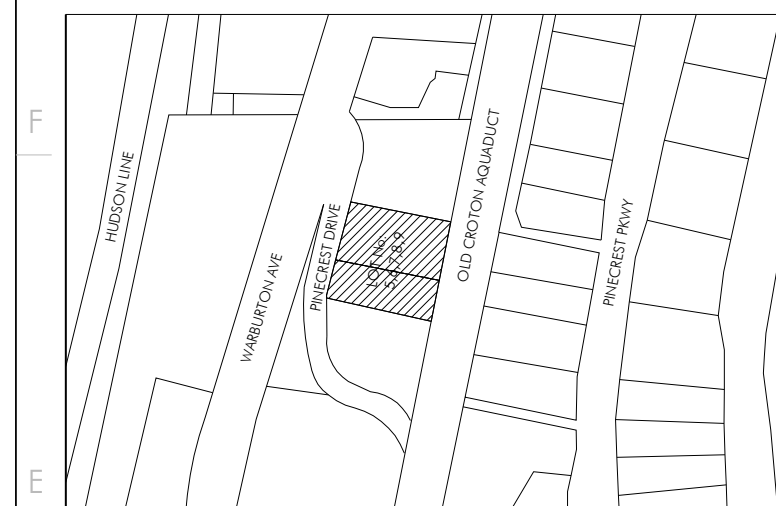 F
HUDSON LINE
WARBURTON AVE
PINECREST DRIVE
LOT No:
5,6,7,8,9
OLD CROTON AQUADUCT
PINECREST PKWY
E